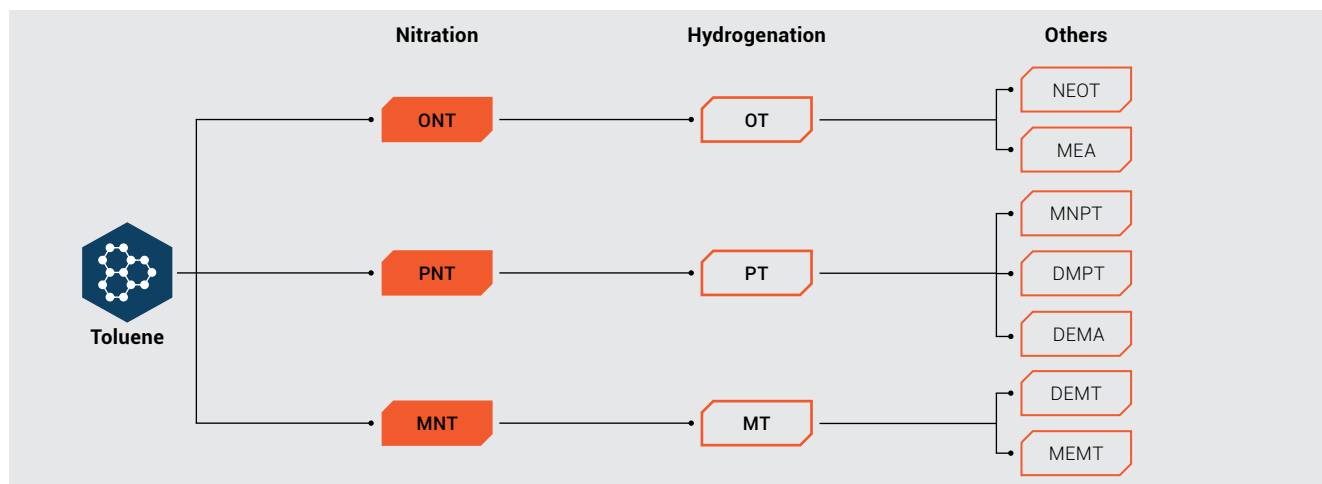 Nitration
Hydrogenation
Others
NEOT
ONT
OT
MEA
MNPT
PNT
PT
DMPT
Toluene
DEMA
DEMT
MNT
MT
MEMT